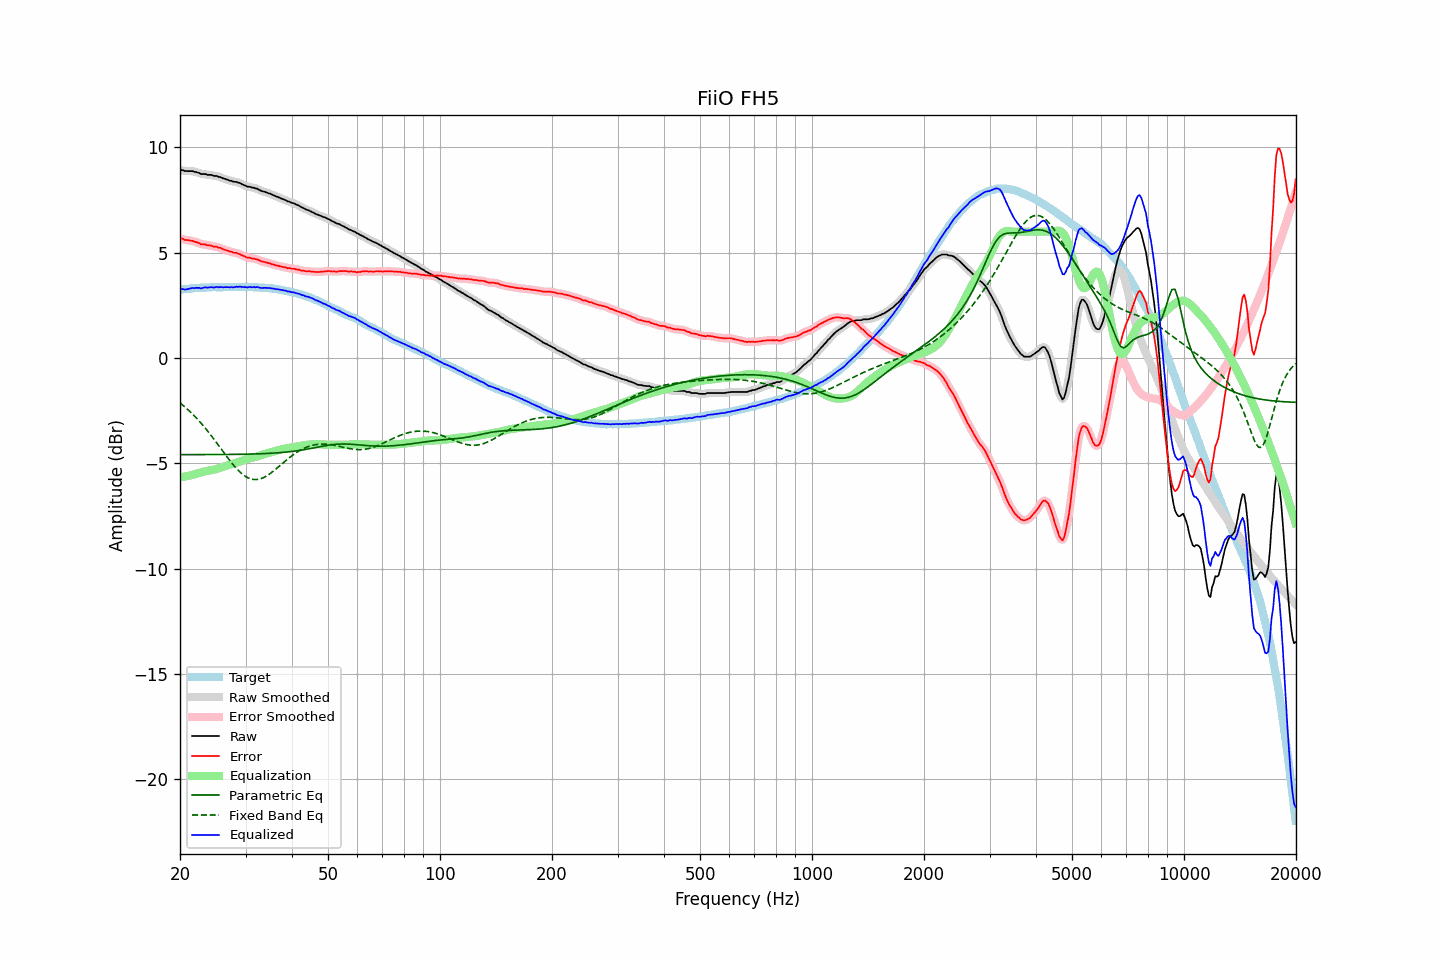 FiiO FH5
Amplitude (dBr)
10
5
0
−5
−10
−15
−20
Target
Raw Smoothed
Error Smoothed
Raw
Error
Equalization
Parametric Eq
Fixed Band Eq
Equalized
20 50 100 200 500 1000 2000 5000 10000 20000
Frequency (Hz)